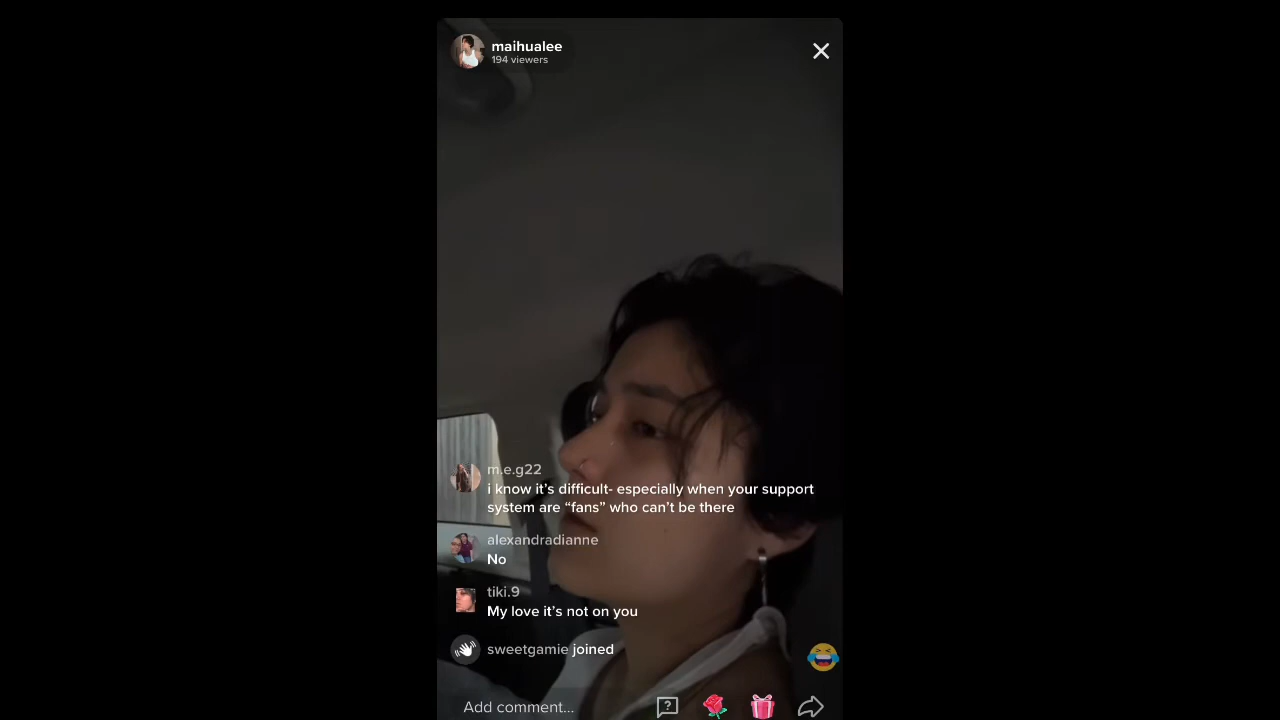 maihualee
194 viewers
m.e.g22
i know it’s difficult- especially when your support
system are “fans” who can’t be there
alexandradianne
No
tiki.9
My love it’s not on you
sweetgamie joined
Add comment...
?